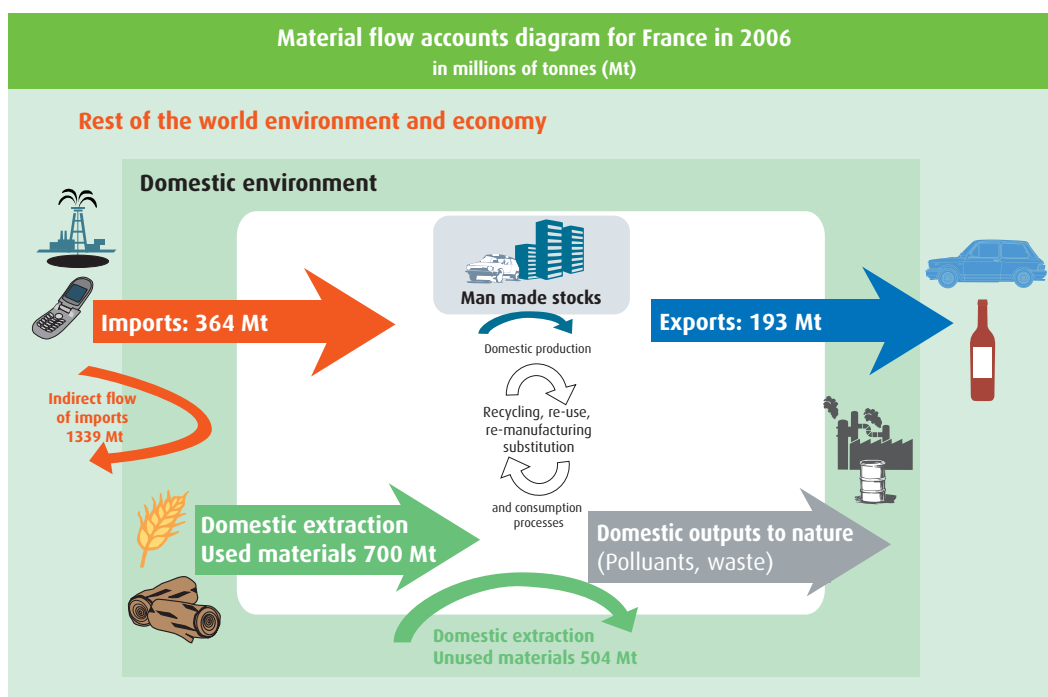 Material flow accounts diagram for France in 2006
in millions of tonnes (Mt)
Rest of the world environment and economy
Domestic environment
Man made stocks
Imports: 364 Mt
Exports: 193 Mt
Domestic production
Indirect flow
of imports
1339 Mt
Recycling, re-use,
re-manufacturing
substitution
and consumption
processes
Domestic extraction
Used materials 700 Mt
Domestic outputs to nature
(Polluants, waste)
Domestic extraction
Unused materials 504 Mt